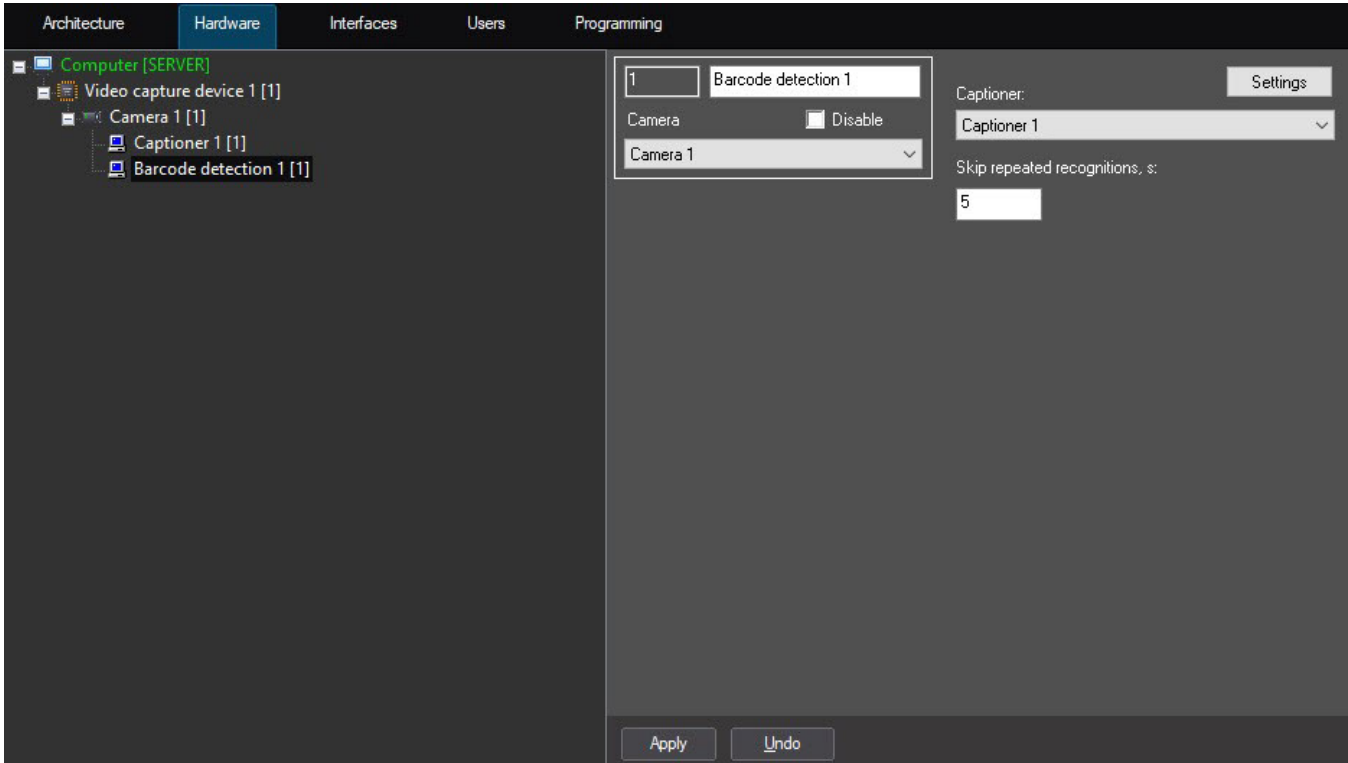 Architecture Hardware Interfaces Users Programming
Computer [SERVER]
Video capture device 1 [1]
Camera 1 [1]
Captioner 1 [1]
Barcode detection 1 [1]
1 Barcode detection 1
Camera Disable
Camera 1
Settings
Captioner:
Captioner 1
Skip repeated recognitions, s:
5
Apply Undo